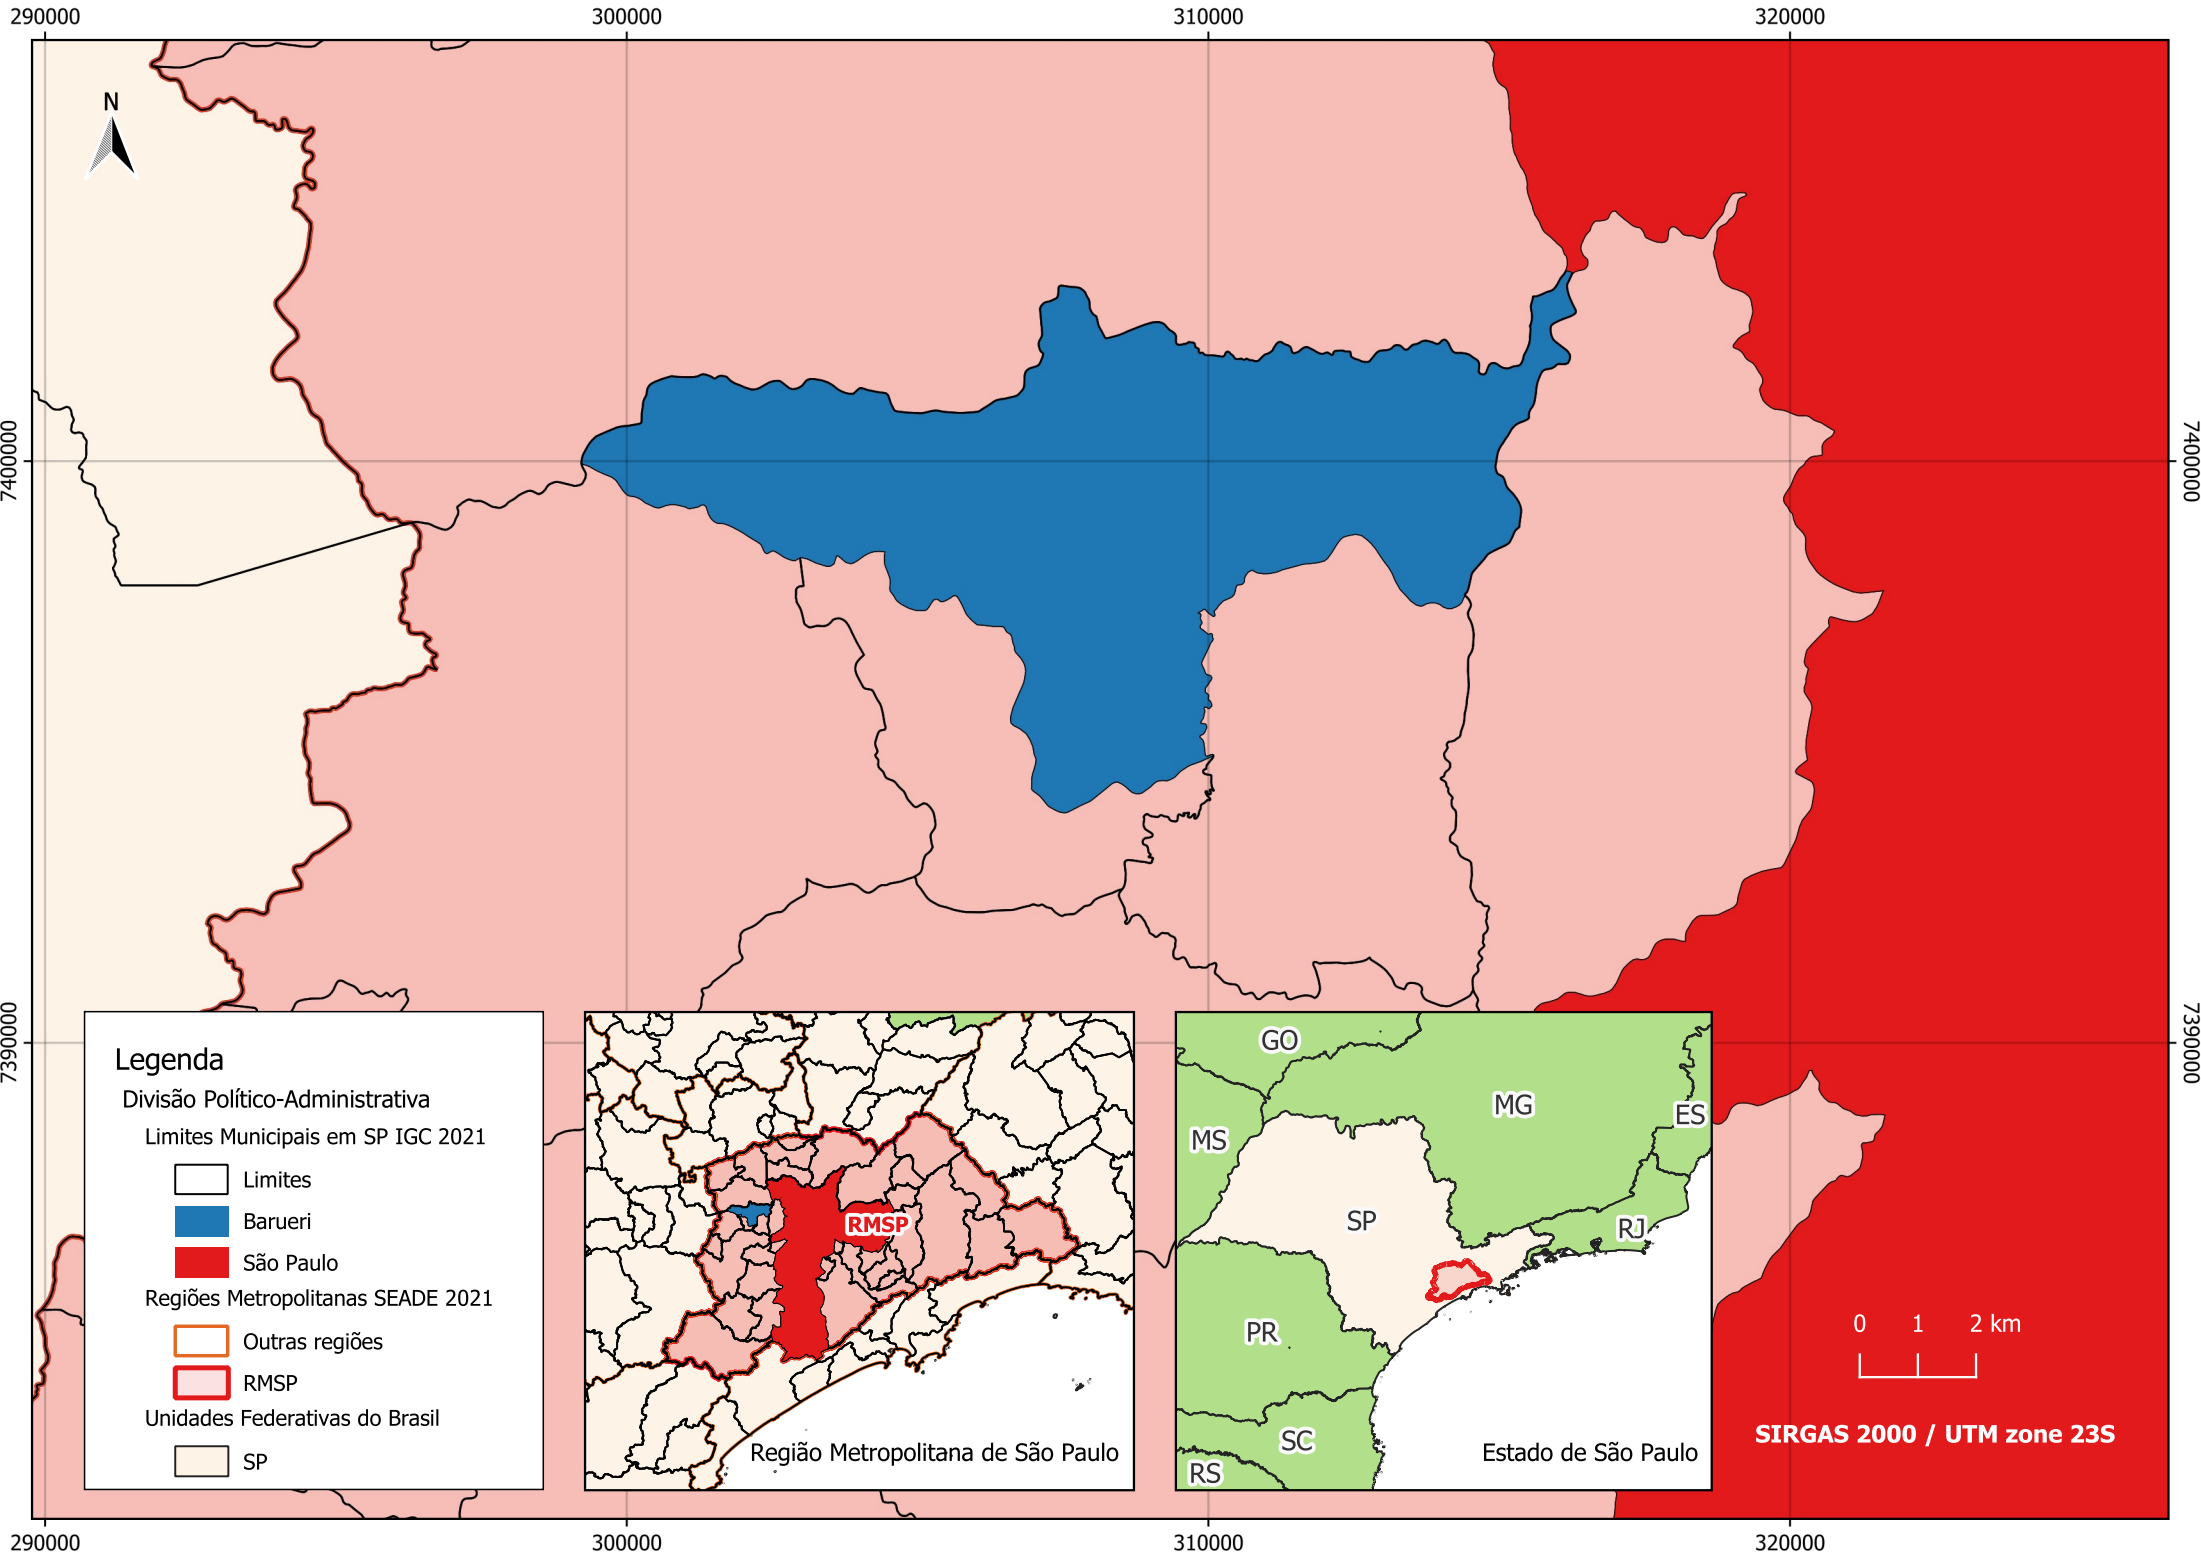 290000
300000
310000
320000
N
7400000
7400000
7390000
7390000
Legenda
Divisão Político-Administrativa
Limites Municipais em SP IGC 2021
Limites
Barueri
São Paulo
Regiões Metropolitanas SEADE 2021
Outras regiões
RMSP
Unidades Federativas do Brasil
SP
RMSP
Região Metropolitana de São Paulo
GO
MG
ES
MS
SP
RJ
PR
SC
RS
Estado de São Paulo
0 1 2 km
SIRGAS 2000 / UTM zone 23S
290000
300000
310000
320000